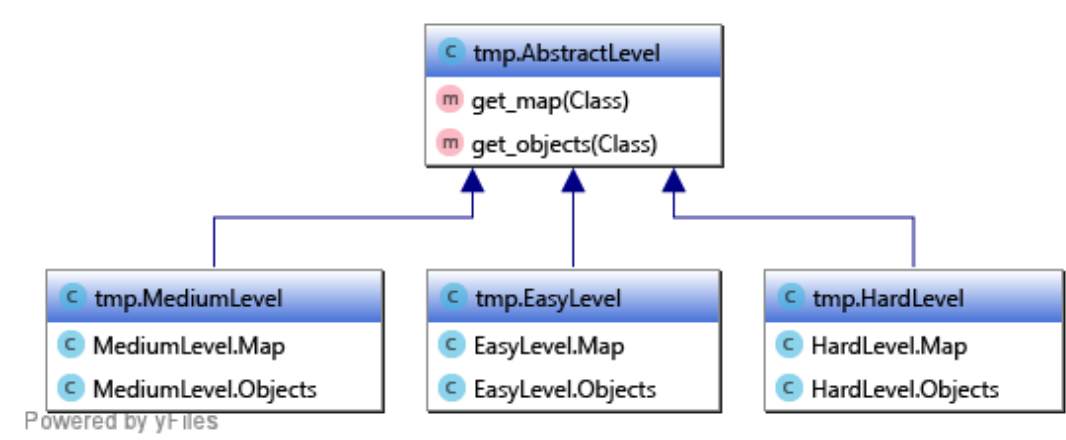 C tmp.AbstractLevel
m get_map(Class)
m get_objects(Class)
C tmp.MediumLevel
C MediumLevel.Map
C MediumLevel.Objects
C tmp.EasyLevel
C EasyLevel.Map
C EasyLevel.Objects
C tmp.HardLevel
C HardLevel.Map
C HardLevel.Objects
Powered by yFiles